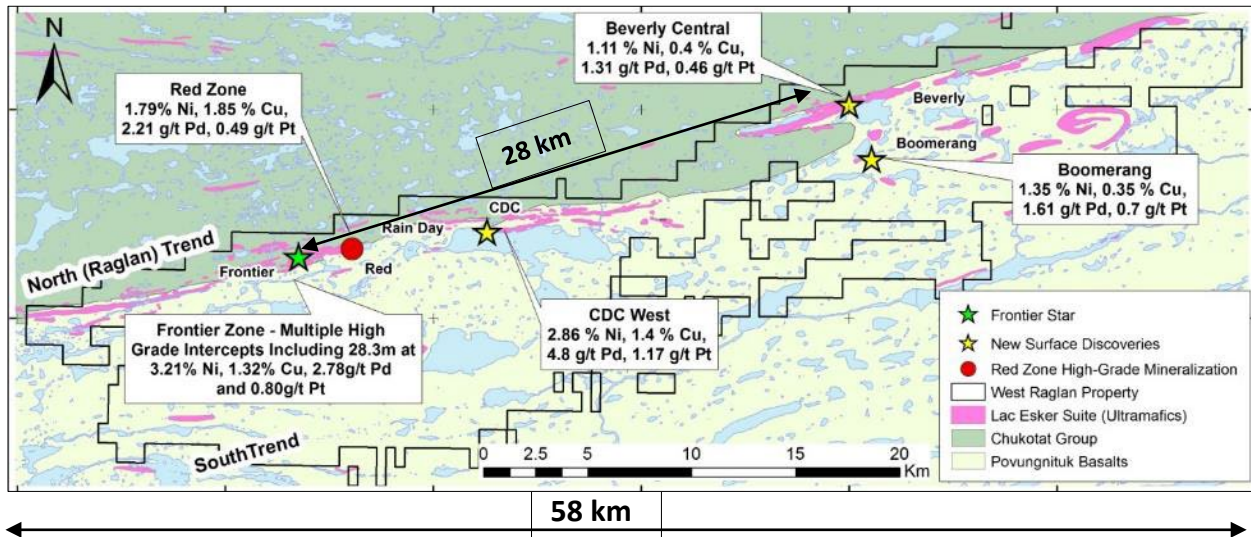 N
Beverly Central
1.11 % Ni, 0.4 % Cu,
1.31 g/t Pd, 0.46 g/t Pt
Red Zone
1.79% Ni, 1.85 % Cu,
2.21 g/t Pd, 0.49 g/t Pt
28 km
Beverly
Boomerang
Boomerang
1.35 % Ni, 0.35 % Cu,
1.61 g/t Pd, 0.7 g/t Pt
CDC
Rain Day
North (Raglan) Trend
Frontier
Red
Frontier Zone - Multiple High
Grade Intercepts Including 28.3m at
3.21% Ni, 1.32% Cu, 2.78g/t Pd
and 0.80g/t Pt
CDC West
2.86 % Ni, 1.4 % Cu,
4.8 g/t Pd, 1.17 g/t Pt
Frontier Star
New Surface Discoveries
Red Zone High-Grade Mineralization
West Raglan Property
Lac Esker Suite (Ultramafics)
Chukotat Group
Povungnituk Basalts
SouthTrend
0 2.5 5 10 15 20
Km
58 km